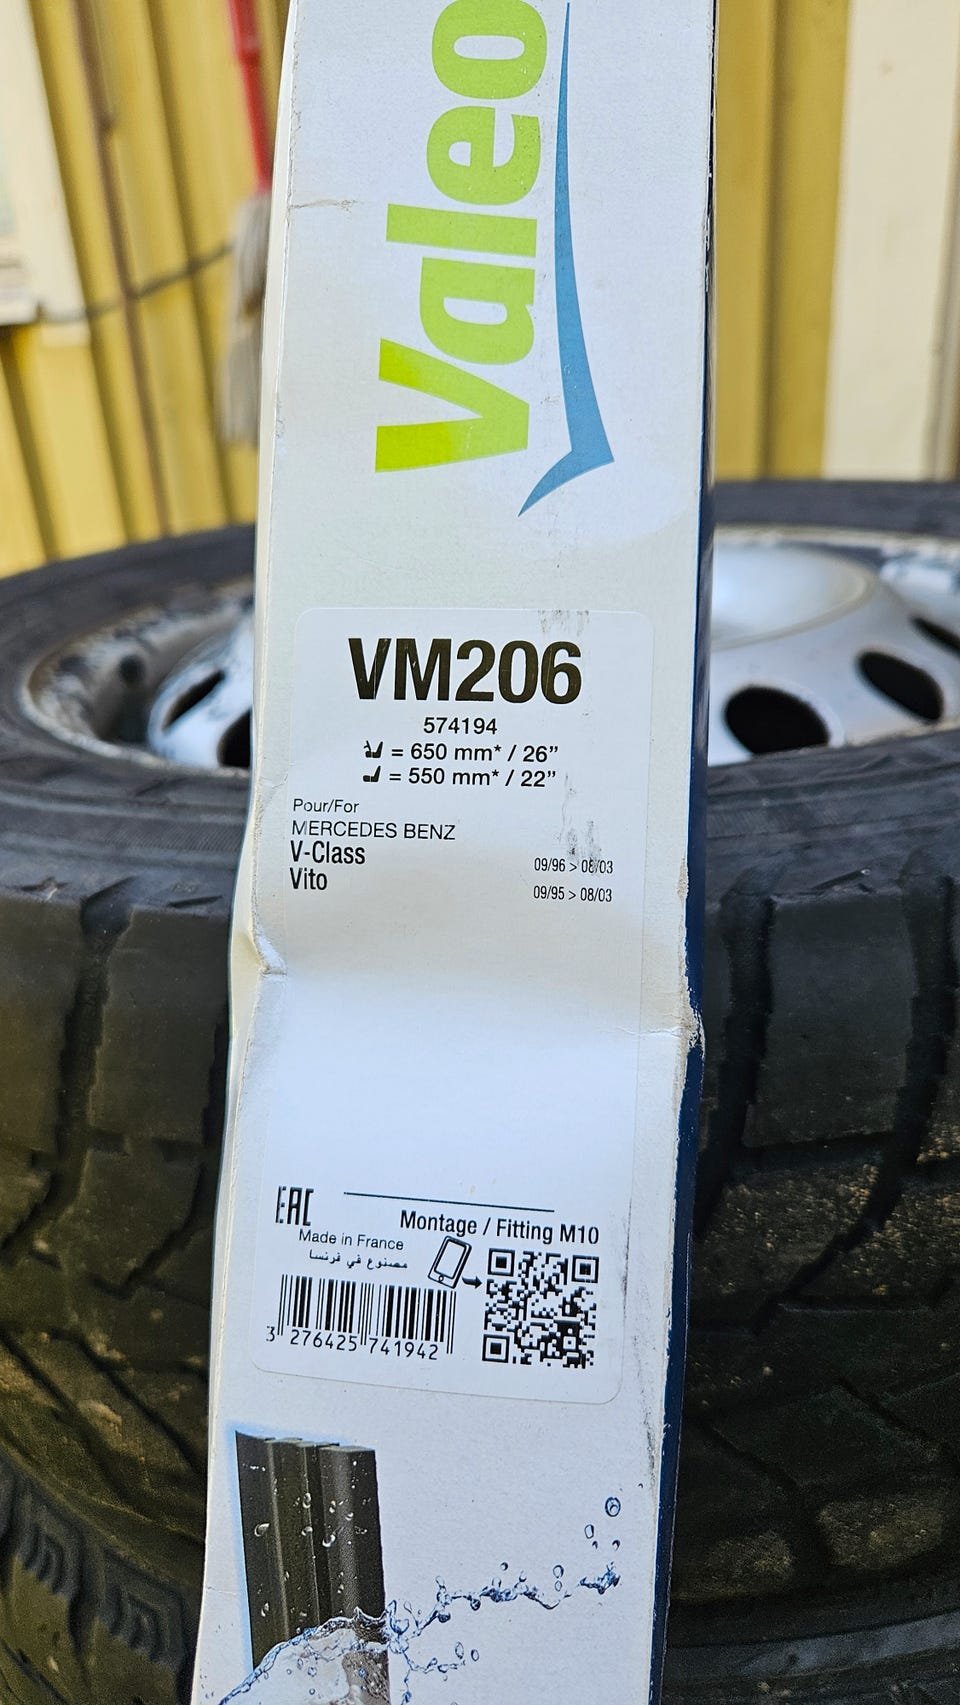 Valeo
VM206
574194
= 650 mm* / 26”
= 550 mm* / 22”
Pour/For
MERCEDES BENZ
V-Class 09/96 > 08/03
Vito 09/95 > 08/03
EAC
Montage / Fitting M10
Made in France
مصنوع في فرنسا
3 276425 741942